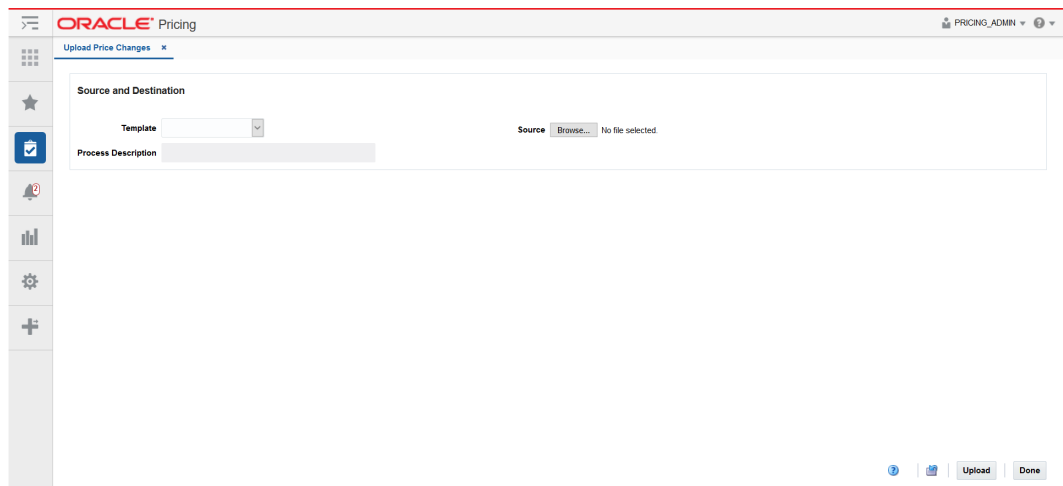 ORACLE® Pricing
PRICING_ADMIN
Upload Price Changes ×
Source and Destination
Template
Source Browse... No file selected.
Process Description
2
Upload Done